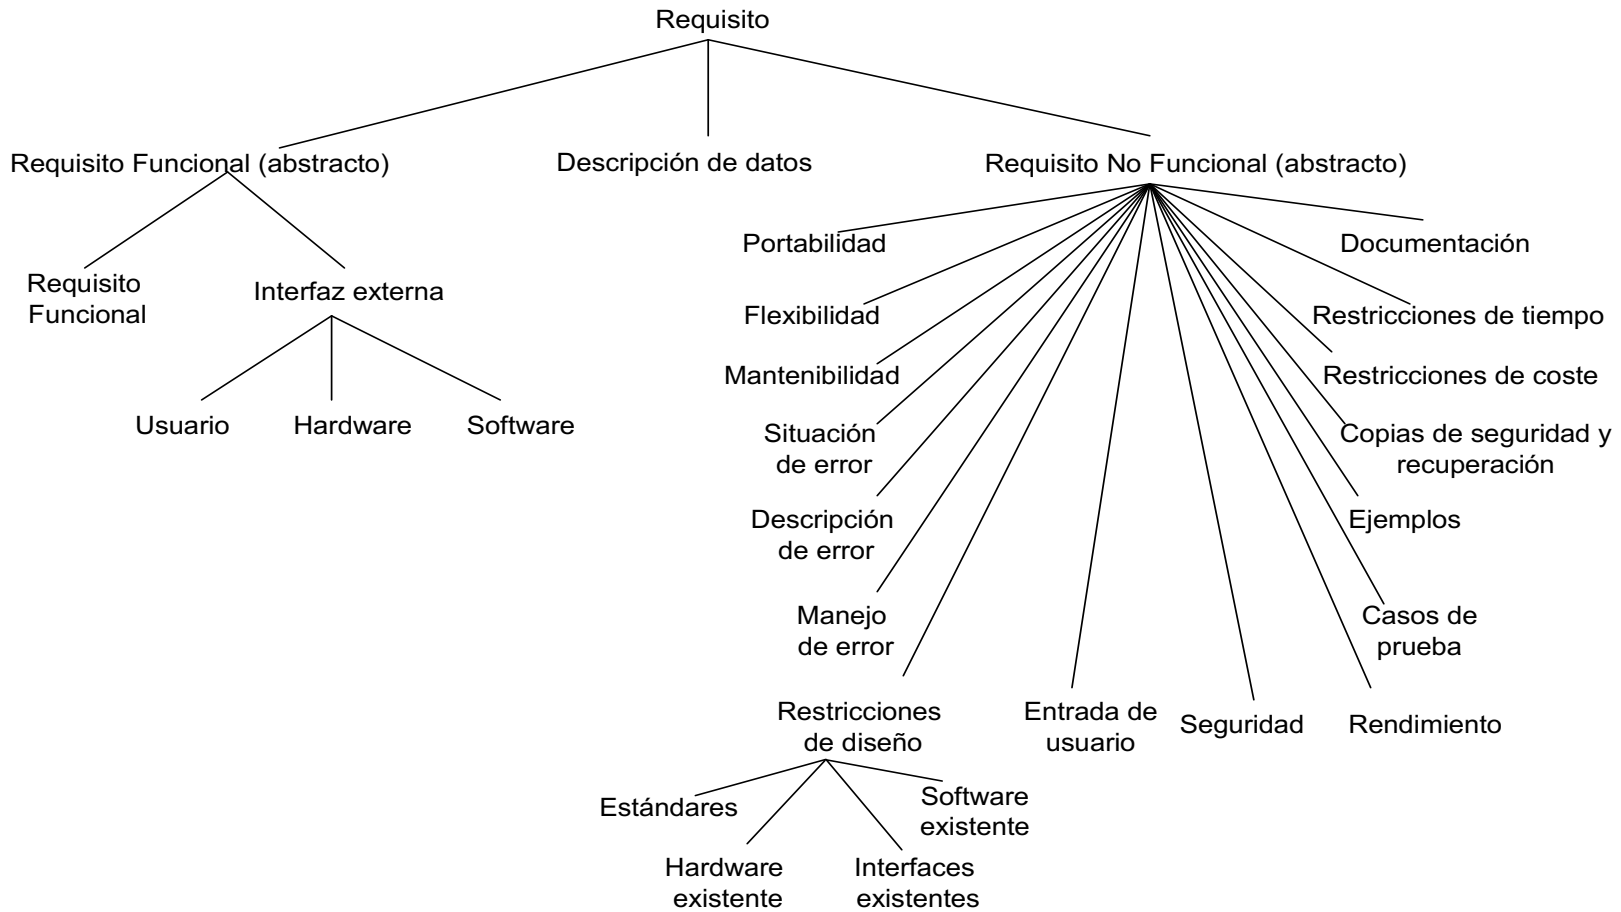 Requisito
Requisito Funcional (abstracto)
Descripción de datos
Requisito No Funcional (abstracto)
Requisito
Funcional
Interfaz externa
Usuario
Hardware
Software
Portabilidad
Flexibilidad
Mantenibilidad
Situación
de error
Descripción
de error
Manejo
de error
Restricciones
de diseño
Estándares
Hardware
existente
Interfaces
existentes
Software
existente
Entrada de
usuario
Seguridad
Rendimiento
Casos de
prueba
Ejemplos
Copias de seguridad y
recuperación
Restricciones de coste
Restricciones de tiempo
Documentación